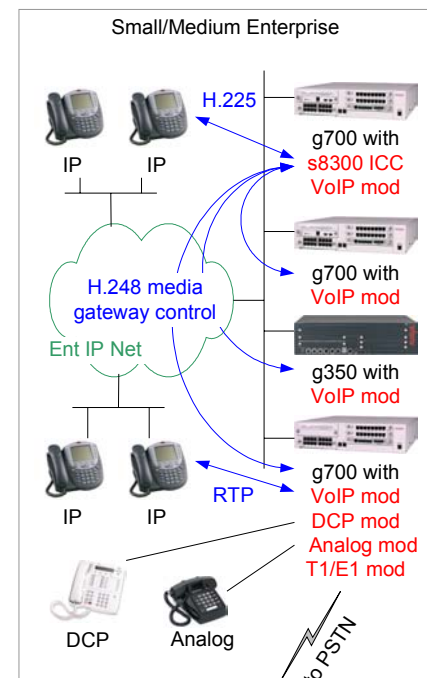 Small/Medium Enterprise
H.225
IP
IP
g700 with
s8300 ICC
VoIP mod
H.248 media
gateway control
Ent IP Net
g700 with
VoIP mod
g350 with
VoIP mod
IP
IP
RTP
g700 with
VoIP mod
DCP mod
Analog mod
T1/E1 mod
DCP
Analog
to PSTN